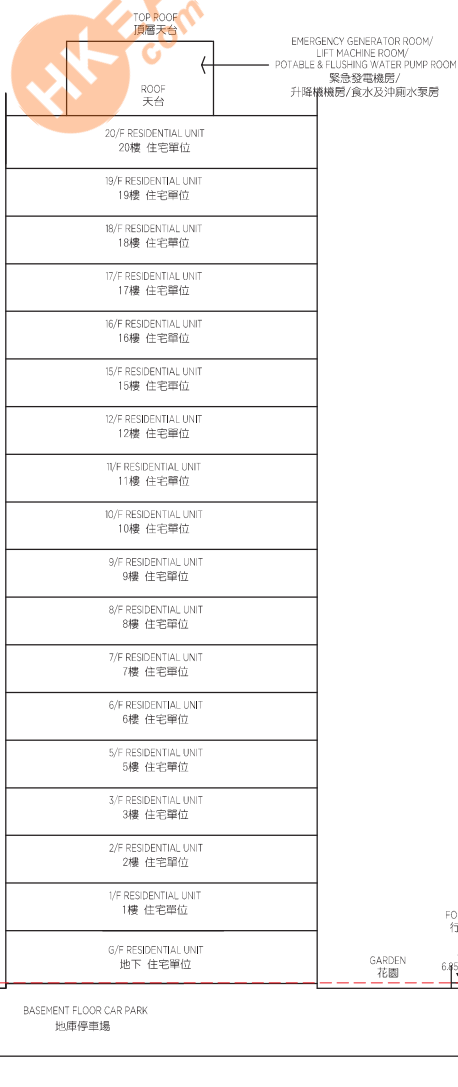 HKEA
com
TOP ROOF
頂層天台
EMERGENCY GENERATOR ROOM/
LIFT MACHINE ROOM/
POTABLE & FLUSHING WATER PUMP ROOM
緊急發電機房/
升降機機房/食水及沖廁水泵房
ROOF
天台
20/F RESIDENTIAL UNIT
20樓 住宅單位
19/F RESIDENTIAL UNIT
19樓 住宅單位
18/F RESIDENTIAL UNIT
18樓 住宅單位
17/F RESIDENTIAL UNIT
17樓 住宅單位
16/F RESIDENTIAL UNIT
16樓 住宅單位
15/F RESIDENTIAL UNIT
15樓 住宅單位
12/F RESIDENTIAL UNIT
12樓 住宅單位
11/F RESIDENTIAL UNIT
11樓 住宅單位
10/F RESIDENTIAL UNIT
10樓 住宅單位
9/F RESIDENTIAL UNIT
9樓 住宅單位
8/F RESIDENTIAL UNIT
8樓 住宅單位
7/F RESIDENTIAL UNIT
7樓 住宅單位
6/F RESIDENTIAL UNIT
6樓 住宅單位
5/F RESIDENTIAL UNIT
5樓 住宅單位
3/F RESIDENTIAL UNIT
3樓 住宅單位
2/F RESIDENTIAL UNIT
2樓 住宅單位
1/F RESIDENTIAL UNIT
1樓 住宅單位
FO
行
G/F RESIDENTIAL UNIT
地下 住宅單位
GARDEN
花園
6.85
BASEMENT FLOOR CAR PARK
地庫停車場